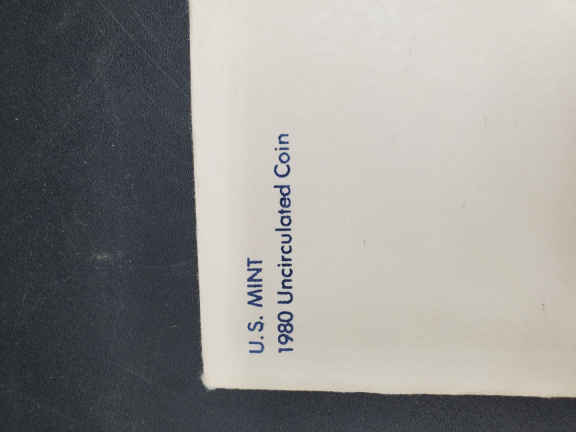 U.S. MINT
1980 Uncirculated Coin